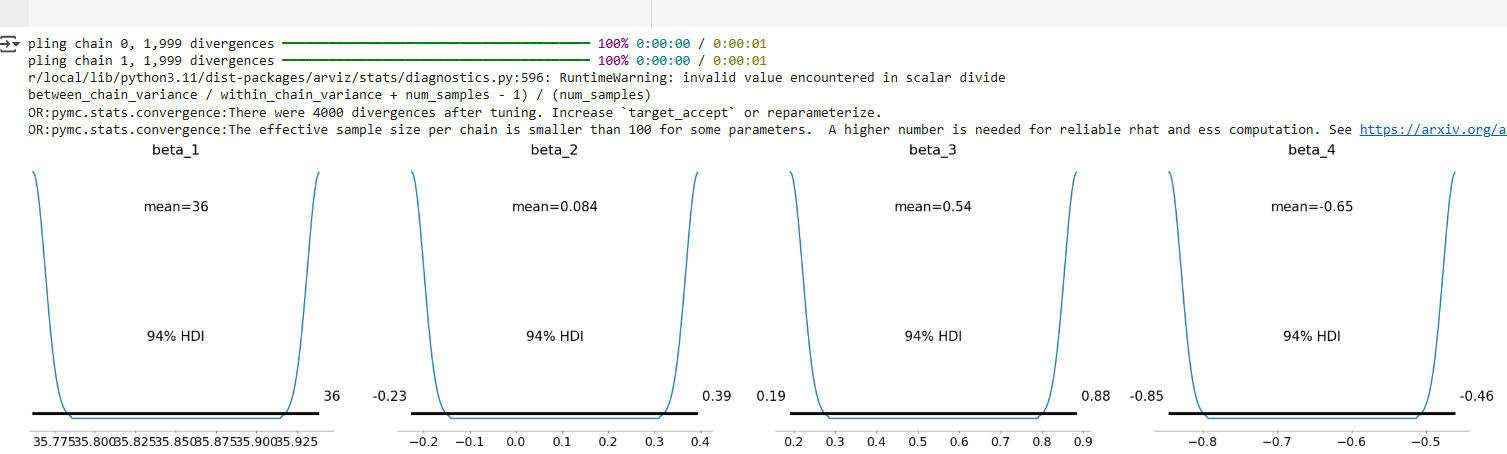 pling chain 0, 1,999 divergences 100% 0:00:00 / 0:00:01
pling chain 1, 1,999 divergences 100% 0:00:00 / 0:00:01
r/local/lib/python3.11/dist-packages/arviz/stats/diagnostics.py:596: RuntimeWarning: invalid value encountered in scalar divide
between_chain_variance / within_chain_variance + num_samples - 1) / (num_samples)
OR:pymc.stats.convergence:There were 4000 divergences after tuning. Increase `target_accept` or reparameterize.
OR:pymc.stats.convergence:The effective sample size per chain is smaller than 100 for some parameters.  A higher number is needed for reliable rhat and ess computation. See https://arxiv.org/a
beta_1 beta_2 beta_3 beta_4
mean=36 mean=0.084 mean=0.54 mean=-0.65
94% HDI 94% HDI 94% HDI 94% HDI
36 -0.23 0.39 0.19 0.88 -0.85 -0.46
35.775 35.800 35.825 35.850 35.875 35.900 35.925 −0.2 −0.1 0.0 0.1 0.2 0.3 0.4 0.2 0.3 0.4 0.5 0.6 0.7 0.8 0.9 −0.8 −0.7 −0.6 −0.5